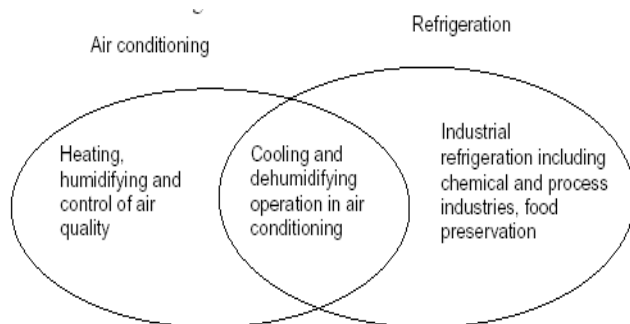 Air conditioning
Refrigeration
Heating,
humidifying and
control of air
quality
Cooling and
dehumidifying
operation in air
conditioning
Industrial
refrigeration including
chemical and process
industries, food
preservation